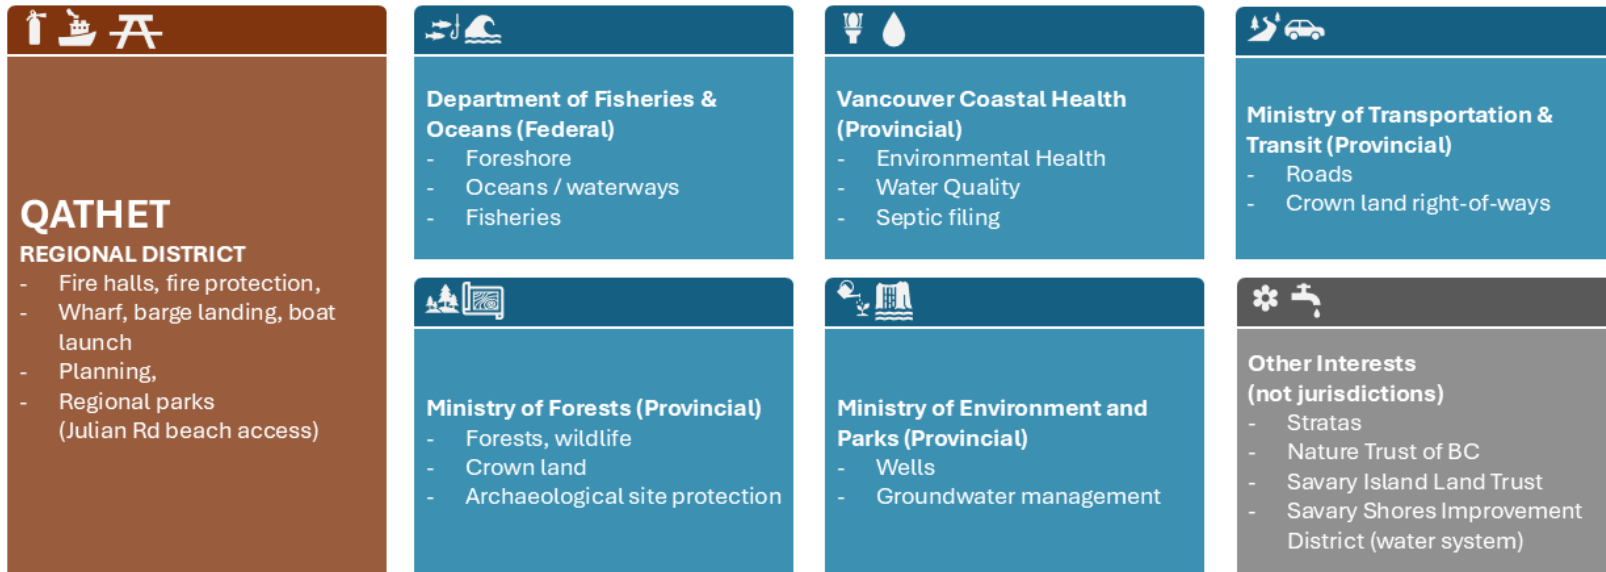 QATHET
REGIONAL DISTRICT
- Fire halls, fire protection,
- Wharf, barge landing, boat
launch
- Planning,
- Regional parks
(Julian Rd beach access)
Department of Fisheries &
Oceans (Federal)
- Foreshore
- Oceans / waterways
- Fisheries
Vancouver Coastal Health
(Provincial)
- Environmental Health
- Water Quality
- Septic filing
Ministry of Transportation &
Transit (Provincial)
- Roads
- Crown land right-of-ways
Ministry of Forests (Provincial)
- Forests, wildlife
- Crown land
- Archaeological site protection
Ministry of Environment and
Parks (Provincial)
- Wells
- Groundwater management
Other Interests
(not jurisdictions)
- Stratas
- Nature Trust of BC
- Savary Island Land Trust
- Savary Shores Improvement
District (water system)